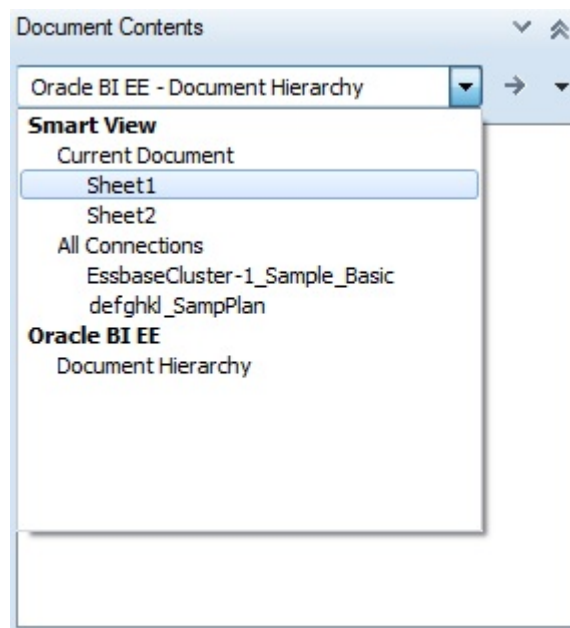 Document Contents
Oracle BI EE - Document Hierarchy
Smart View
Current Document
Sheet1
Sheet2
All Connections
EssbaseCluster-1_Sample_Basic
defghkl_SampPlan
Oracle BI EE
Document Hierarchy